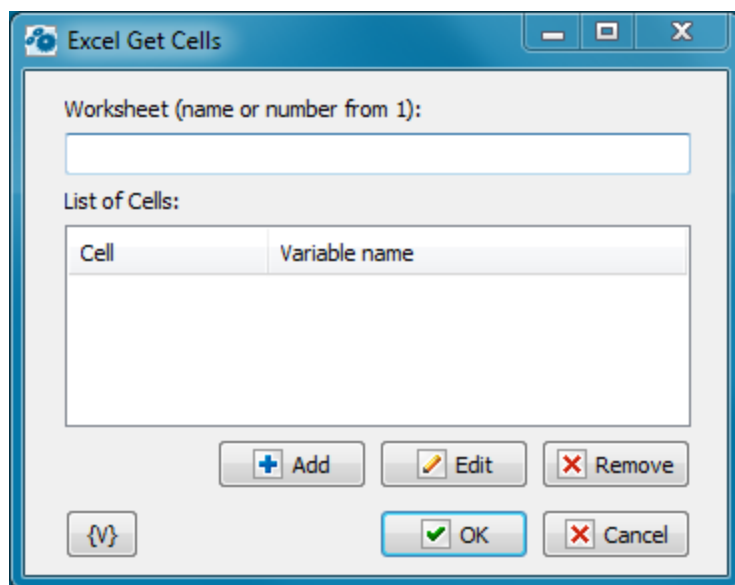 Excel Get Cells
Worksheet (name or number from 1):
List of Cells:
Cell Variable name
Add Edit Remove
{V} OK Cancel